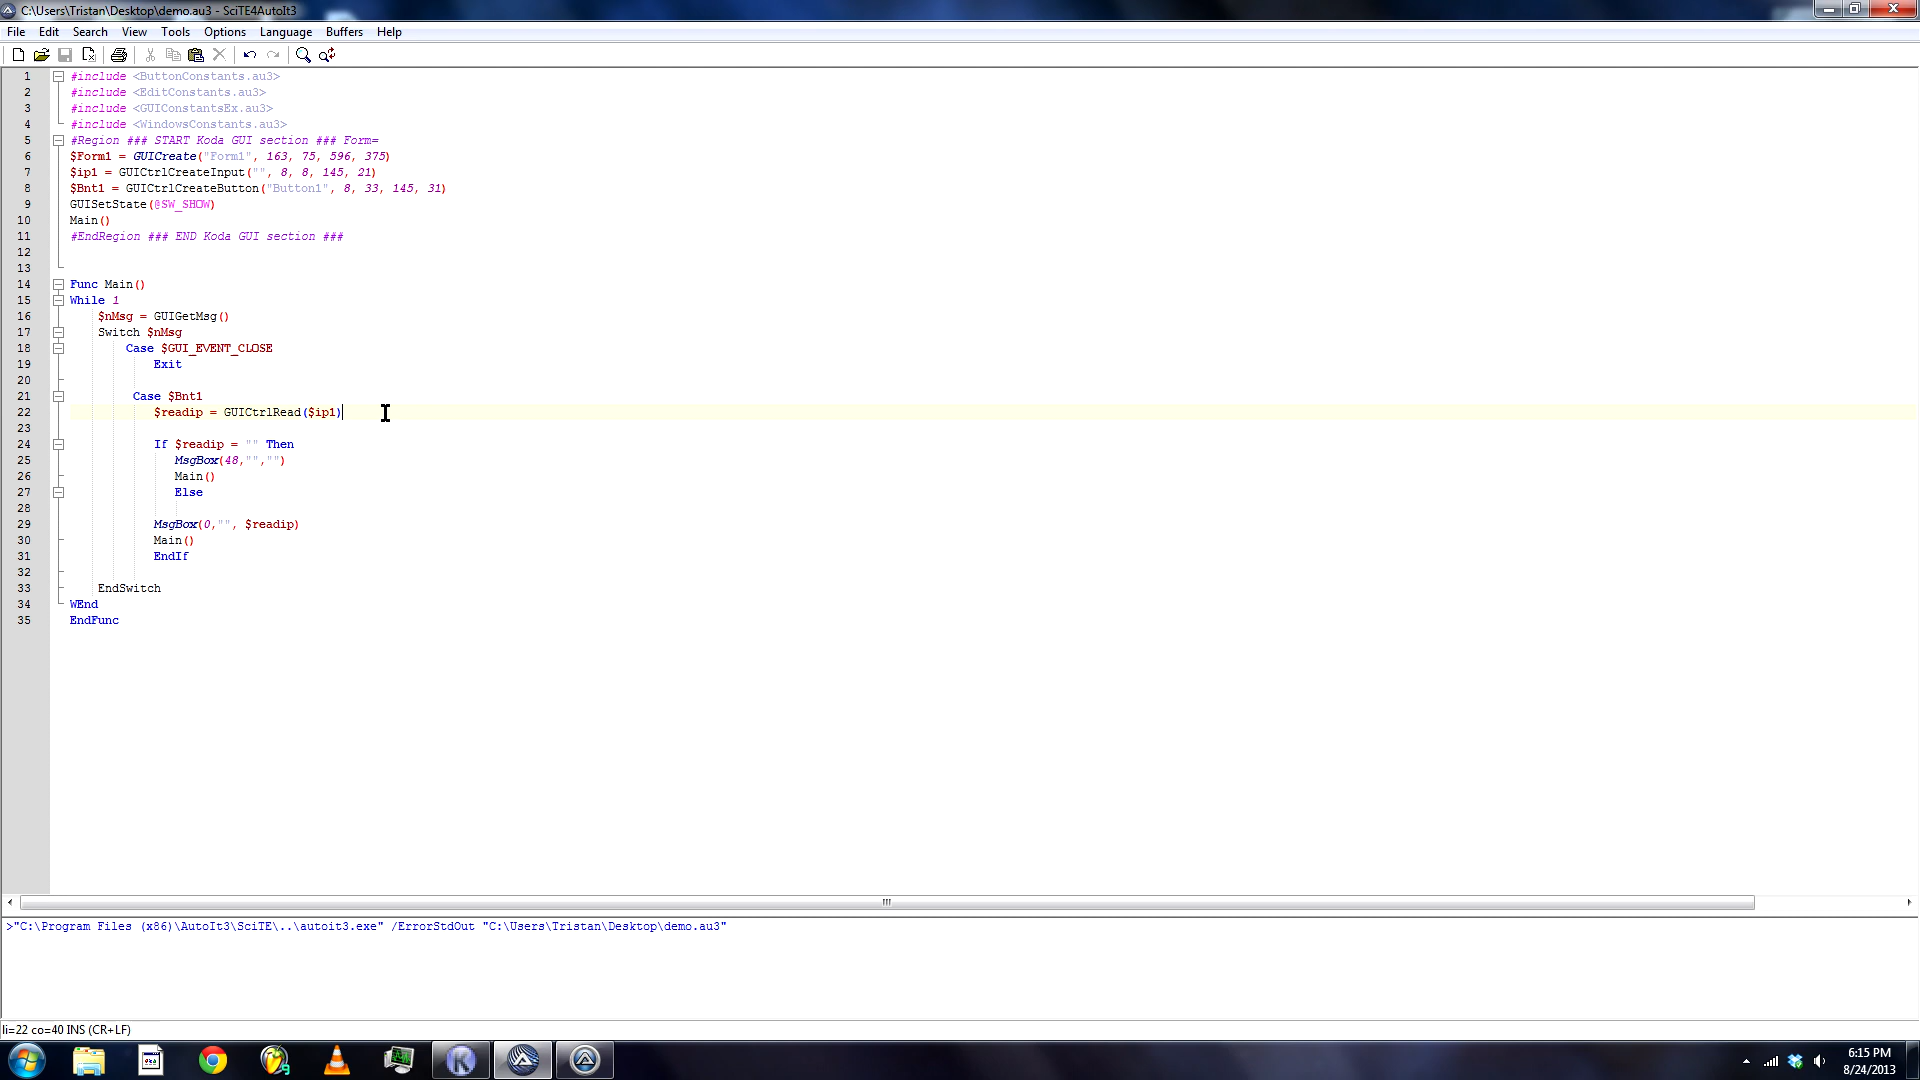 C:\Users\Tristan\Desktop\demo.au3 - SciTE4AutoIt3
File Edit Search View Tools Options Language Buffers Help
1 #include <ButtonConstants.au3>
2 #include <EditConstants.au3>
3 #include <GUIConstantsEx.au3>
4 #include <WindowsConstants.au3>
5 #Region ### START Koda GUI section ### Form=
6 $Form1 = GUICreate("Form1", 163, 75, 596, 375)
7 $ip1 = GUICtrlCreateInput("", 8, 8, 145, 21)
8 $Bnt1 = GUICtrlCreateButton("Button1", 8, 33, 145, 31)
9 GUISetState(@SW_SHOW)
10 Main()
11 #EndRegion ### END Koda GUI section ###
12
13
14 Func Main()
15 While 1
16 $nMsg = GUIGetMsg()
17 Switch $nMsg
18 Case $GUI_EVENT_CLOSE
19 Exit
20
21 Case $Bnt1
22 $readip = GUICtrlRead($ip1)
23
24 If $readip = "" Then
25 MsgBox(48,"","")
26 Main()
27 Else
28
29 MsgBox(0,"", $readip)
30 Main()
31 EndIf
32
33 EndSwitch
34 WEnd
35 EndFunc
>"C:\Program Files (x86)\AutoIt3\SciTE\..\autoit3.exe" /ErrorStdOut "C:\Users\Tristan\Desktop\demo.au3"
li=22 co=40 INS (CR+LF)
6:15 PM
8/24/2013